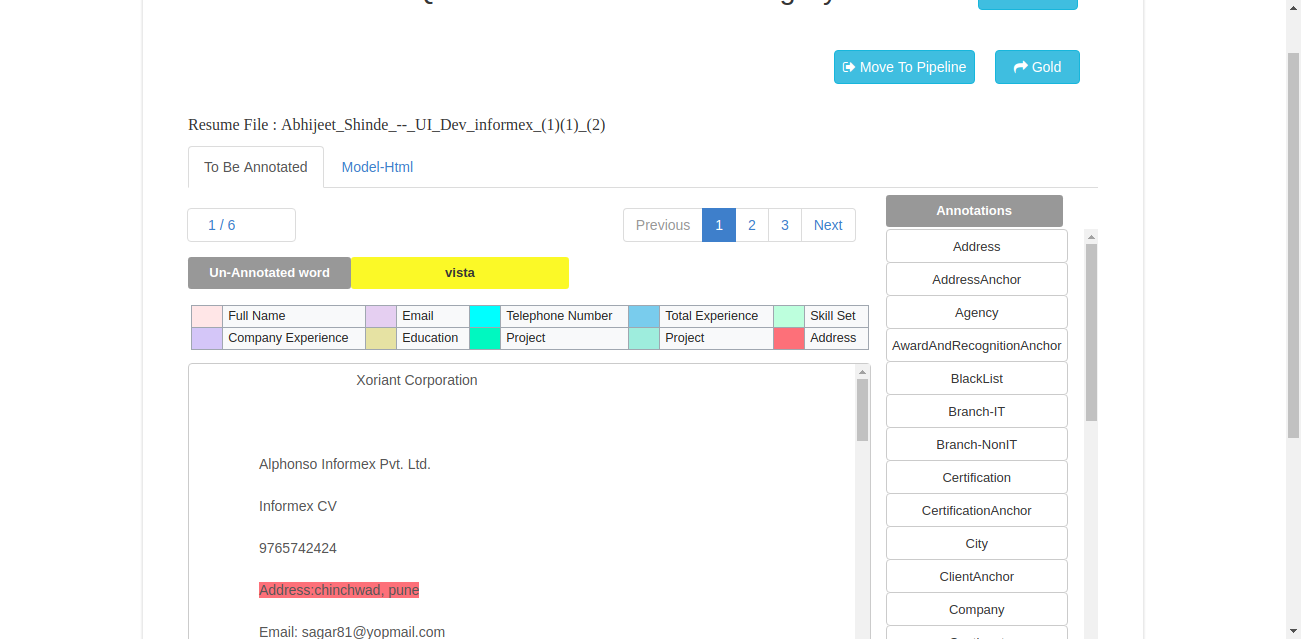 Move To Pipeline Gold
Resume File : Abhijeet_Shinde_--_UI_Dev_informex_(1)(1)_(2)
To Be Annotated Model-Html
1 / 6
Previous 1 2 3 Next
Un-Annotated word vista
Full Name Email Telephone Number Total Experience Skill Set
Company Experience Education Project Project Address
Xoriant Corporation
Alphonso Informex Pvt. Ltd.
Informex CV
9765742424
Address:chinchwad, pune
Email: sagar81@yopmail.com
Annotations
Address
AddressAnchor
Agency
AwardAndRecognitionAnchor
BlackList
Branch-IT
Branch-NonIT
Certification
CertificationAnchor
City
ClientAnchor
Company